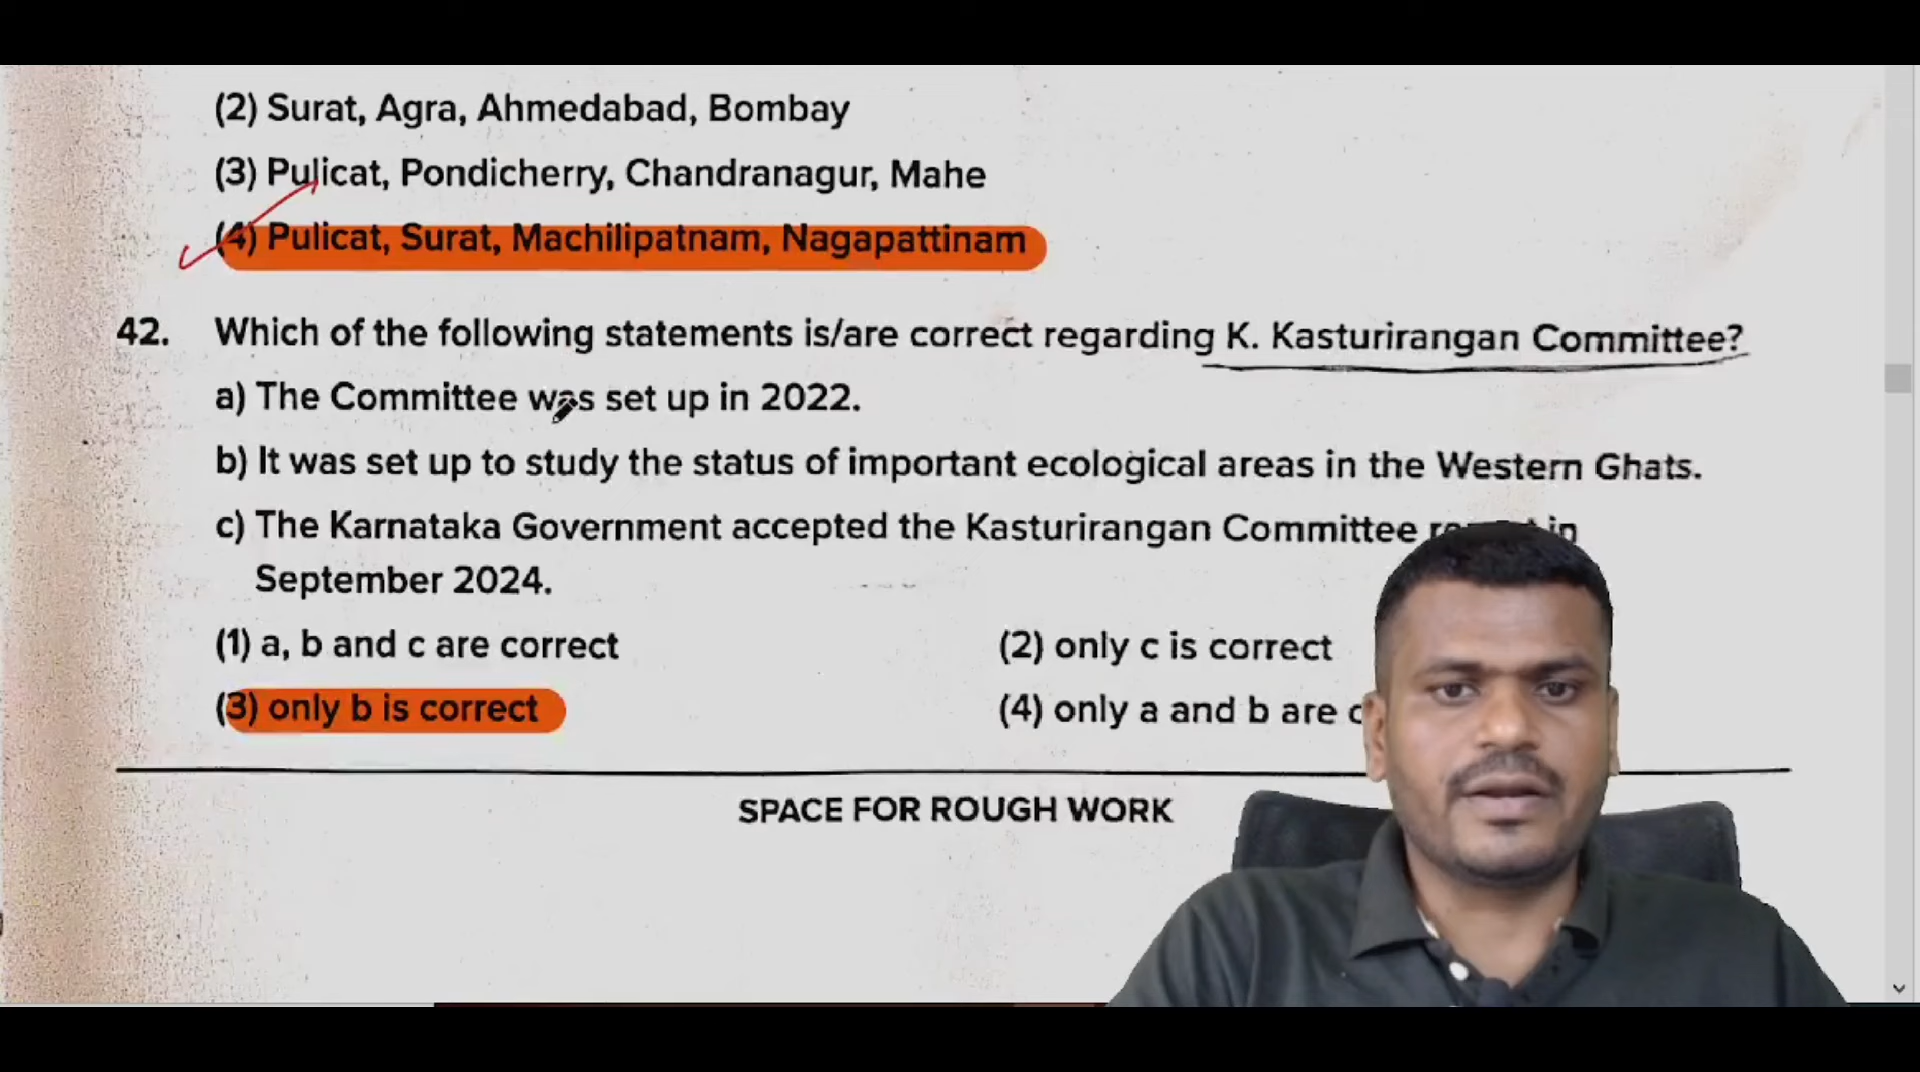 (2) Surat, Agra, Ahmedabad, Bombay
(3) Pulicat, Pondicherry, Chandranagur, Mahe
(4) Pulicat, Surat, Machilipatnam, Nagapattinam
42. Which of the following statements is/are correct regarding K. Kasturirangan Committee?
a) The Committee was set up in 2022.
b) It was set up to study the status of important ecological areas in the Western Ghats.
c) The Karnataka Government accepted the Kasturirangan Committee in
September 2024.
(1) a, b and c are correct (2) only c is correct
(3) only b is correct (4) only a and b are
SPACE FOR ROUGH WORK